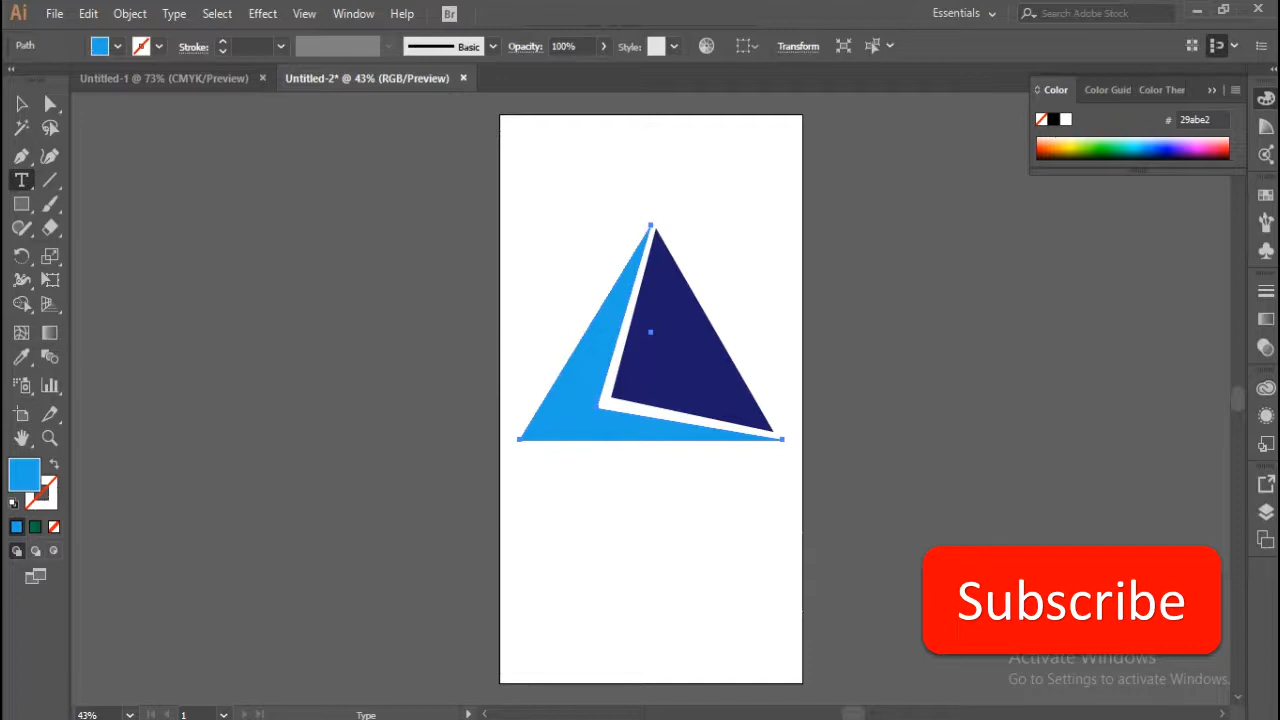 Ai File Edit Object Type Select Effect View Window Help Br Essentials Search Adobe Stock
Path Stroke: Basic Opacity: 100% Style: Transform
Untitled-1 @ 73% (CMYK/Preview) × Untitled-2* @ 43% (RGB/Preview) ×
Color Color Guid Color Ther
# 29abe2
T
Subscribe
Activate Windows
Go to Settings to activate Windows.
43% 1 Type